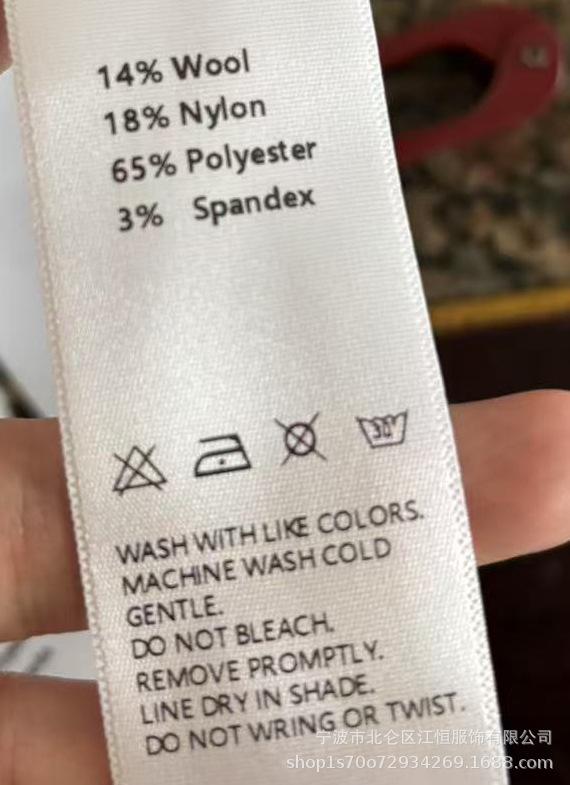 14% Wool
18% Nylon
65% Polyester
3% Spandex
30°
WASH WITH LIKE COLORS.
MACHINE WASH COLD
GENTLE.
DO NOT BLEACH.
REMOVE PROMPTLY.
LINE DRY IN SHADE.
DO NOT WRING OR TWIST.
宁波市北仑区江恒服饰有限公司
shop1s70o72934269.1688.com